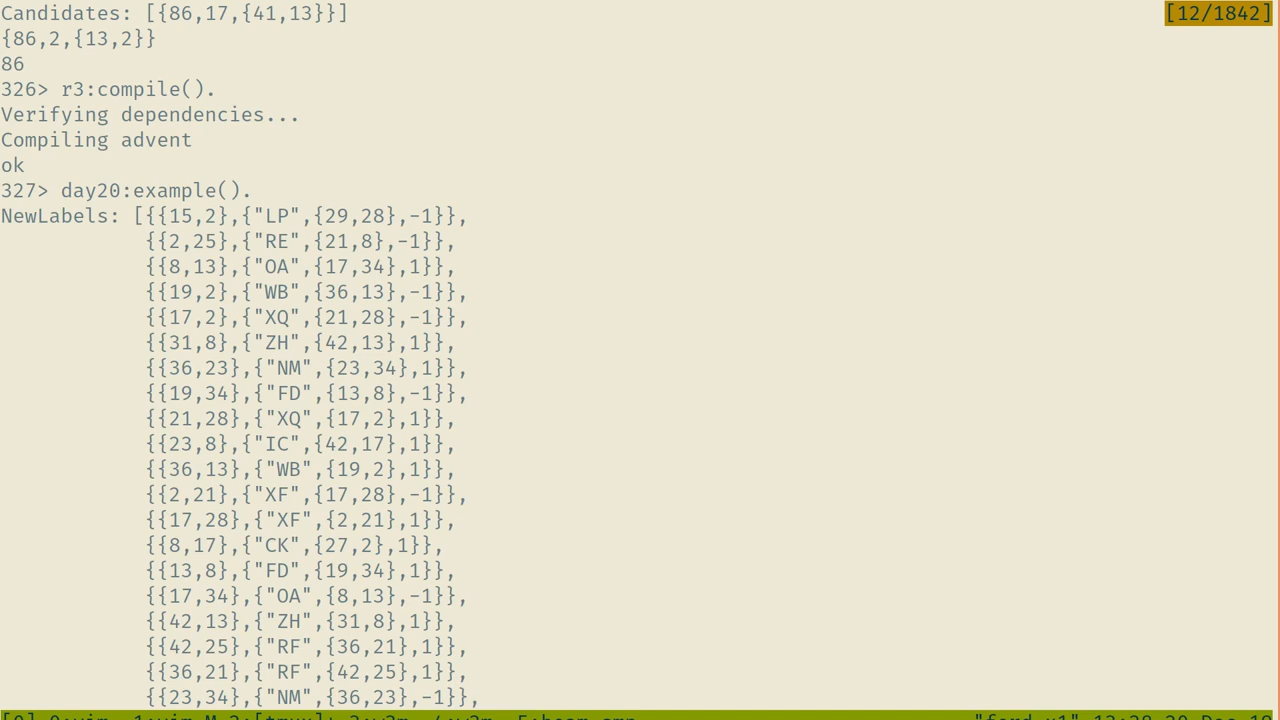 Candidates: [{86,17,{41,13}}] [12/1842]
{86,2,{13,2}}
86
326> r3:compile().
Verifying dependencies...
Compiling advent
ok
327> day20:example().
NewLabels: [{{15,2},{"LP",{29,28},-1}},
{{2,25},{"RE",{21,8},-1}},
{{8,13},{"OA",{17,34},1}},
{{19,2},{"WB",{36,13},-1}},
{{17,2},{"XQ",{21,28},-1}},
{{31,8},{"ZH",{42,13},1}},
{{36,23},{"NM",{23,34},1}},
{{19,34},{"FD",{13,8},-1}},
{{21,28},{"XQ",{17,2},1}},
{{23,8},{"IC",{42,17},1}},
{{36,13},{"WB",{19,2},1}},
{{2,21},{"XF",{17,28},-1}},
{{17,28},{"XF",{2,21},1}},
{{8,17},{"CK",{27,2},1}},
{{13,8},{"FD",{19,34},1}},
{{17,34},{"OA",{8,13},-1}},
{{42,13},{"ZH",{31,8},1}},
{{42,25},{"RF",{36,21},1}},
{{36,21},{"RF",{42,25},1}},
{{23,34},{"NM",{36,23},-1}},